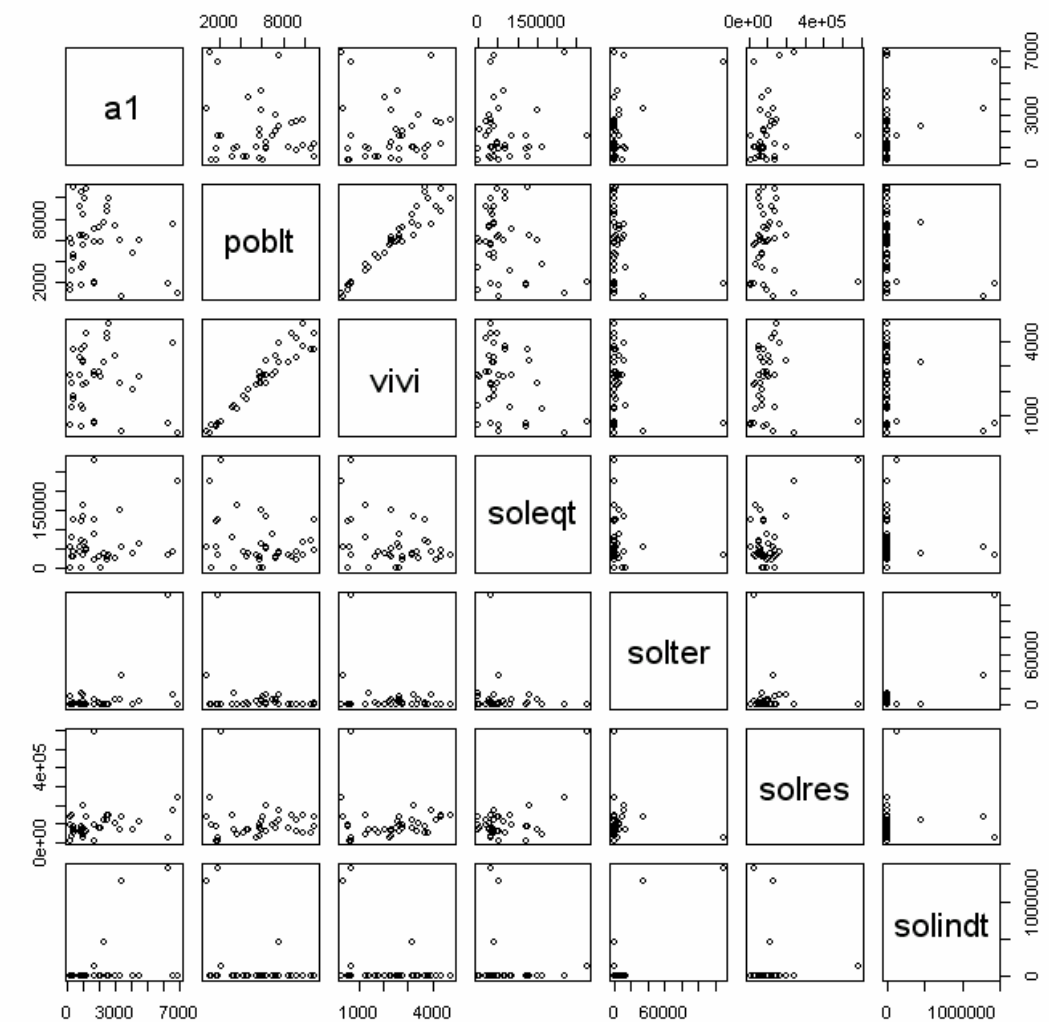 2000 8000 0 150000 0e+00 4e+05
a1 0 3000 7000
2000 8000 poblt
vivi 1000 4000
0 150000 soleqt
solter 0 60000
0e+00 4e+05 solres
solindt 0 1000000
0 3000 7000 1000 4000 0 60000 0 1000000